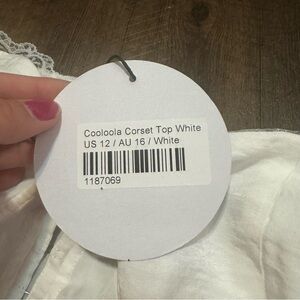 Cooloola Corset Top White
US 12 / AU 16 / White
1187069